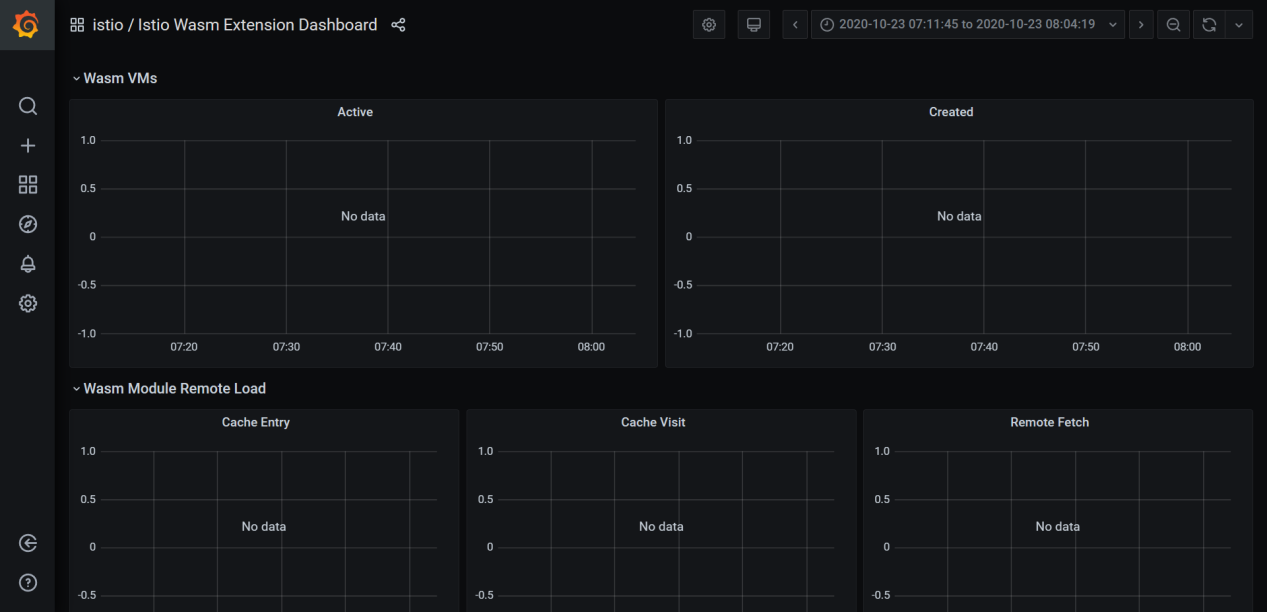 istio / Istio Wasm Extension Dashboard
2020-10-23 07:11:45 to 2020-10-23 08:04:19
Wasm VMs
Active
1.0
0.5
0
-0.5
-1.0
No data
07:20 07:30 07:40 07:50 08:00
Created
1.0
0.5
0
-0.5
-1.0
No data
07:20 07:30 07:40 07:50 08:00
Wasm Module Remote Load
Cache Entry
1.0
0.5
0
-0.5
No data
Cache Visit
1.0
0.5
0
-0.5
No data
Remote Fetch
1.0
0.5
0
-0.5
No data